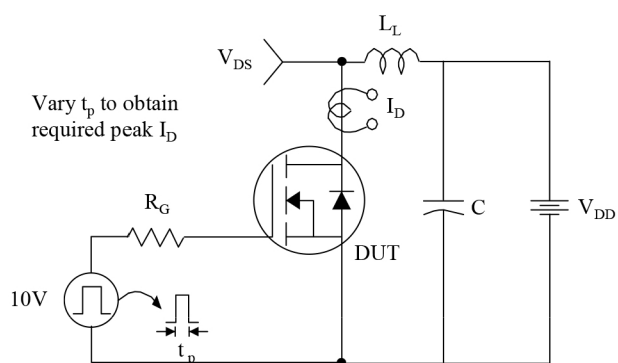 L_L
V_DS
Vary t_p to obtain
required peak I_D
I_D
R_G
C
V_DD
DUT
10V
t_p